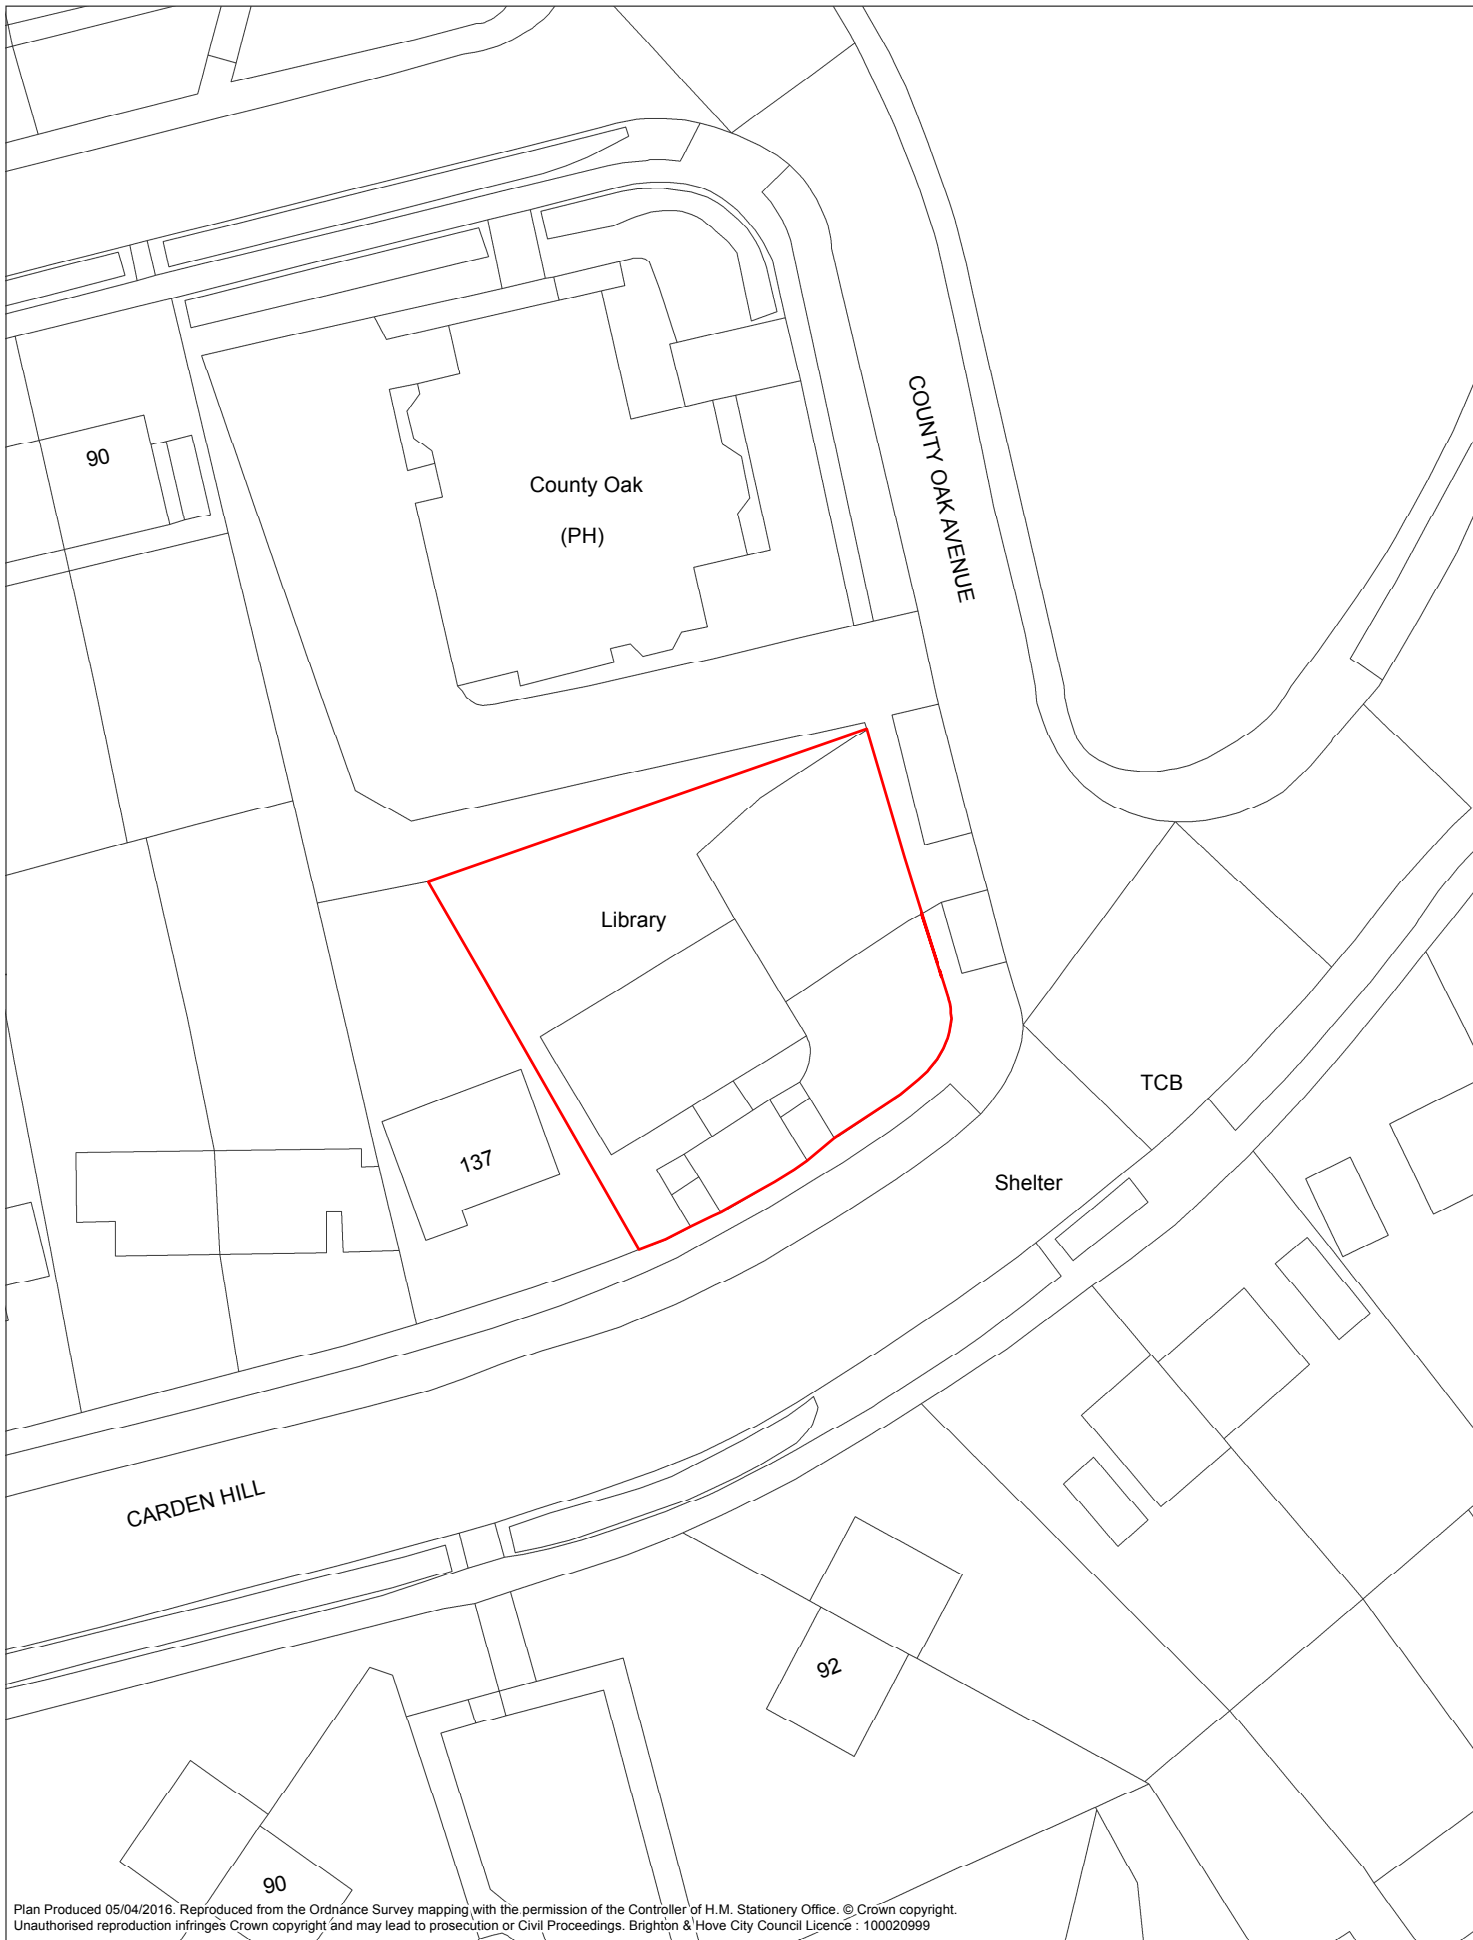 90
County Oak
(PH)
COUNTY OAK AVENUE
Library
TCB
137
Shelter
CARDEN HILL
92
90
Plan Produced 05/04/2016. Reproduced from the Ordnance Survey mapping with the permission of the Controller of H.M. Stationery Office. © Crown copyright.
Unauthorised reproduction infringes Crown copyright and may lead to prosecution or Civil Proceedings. Brighton & Hove City Council Licence : 100020999